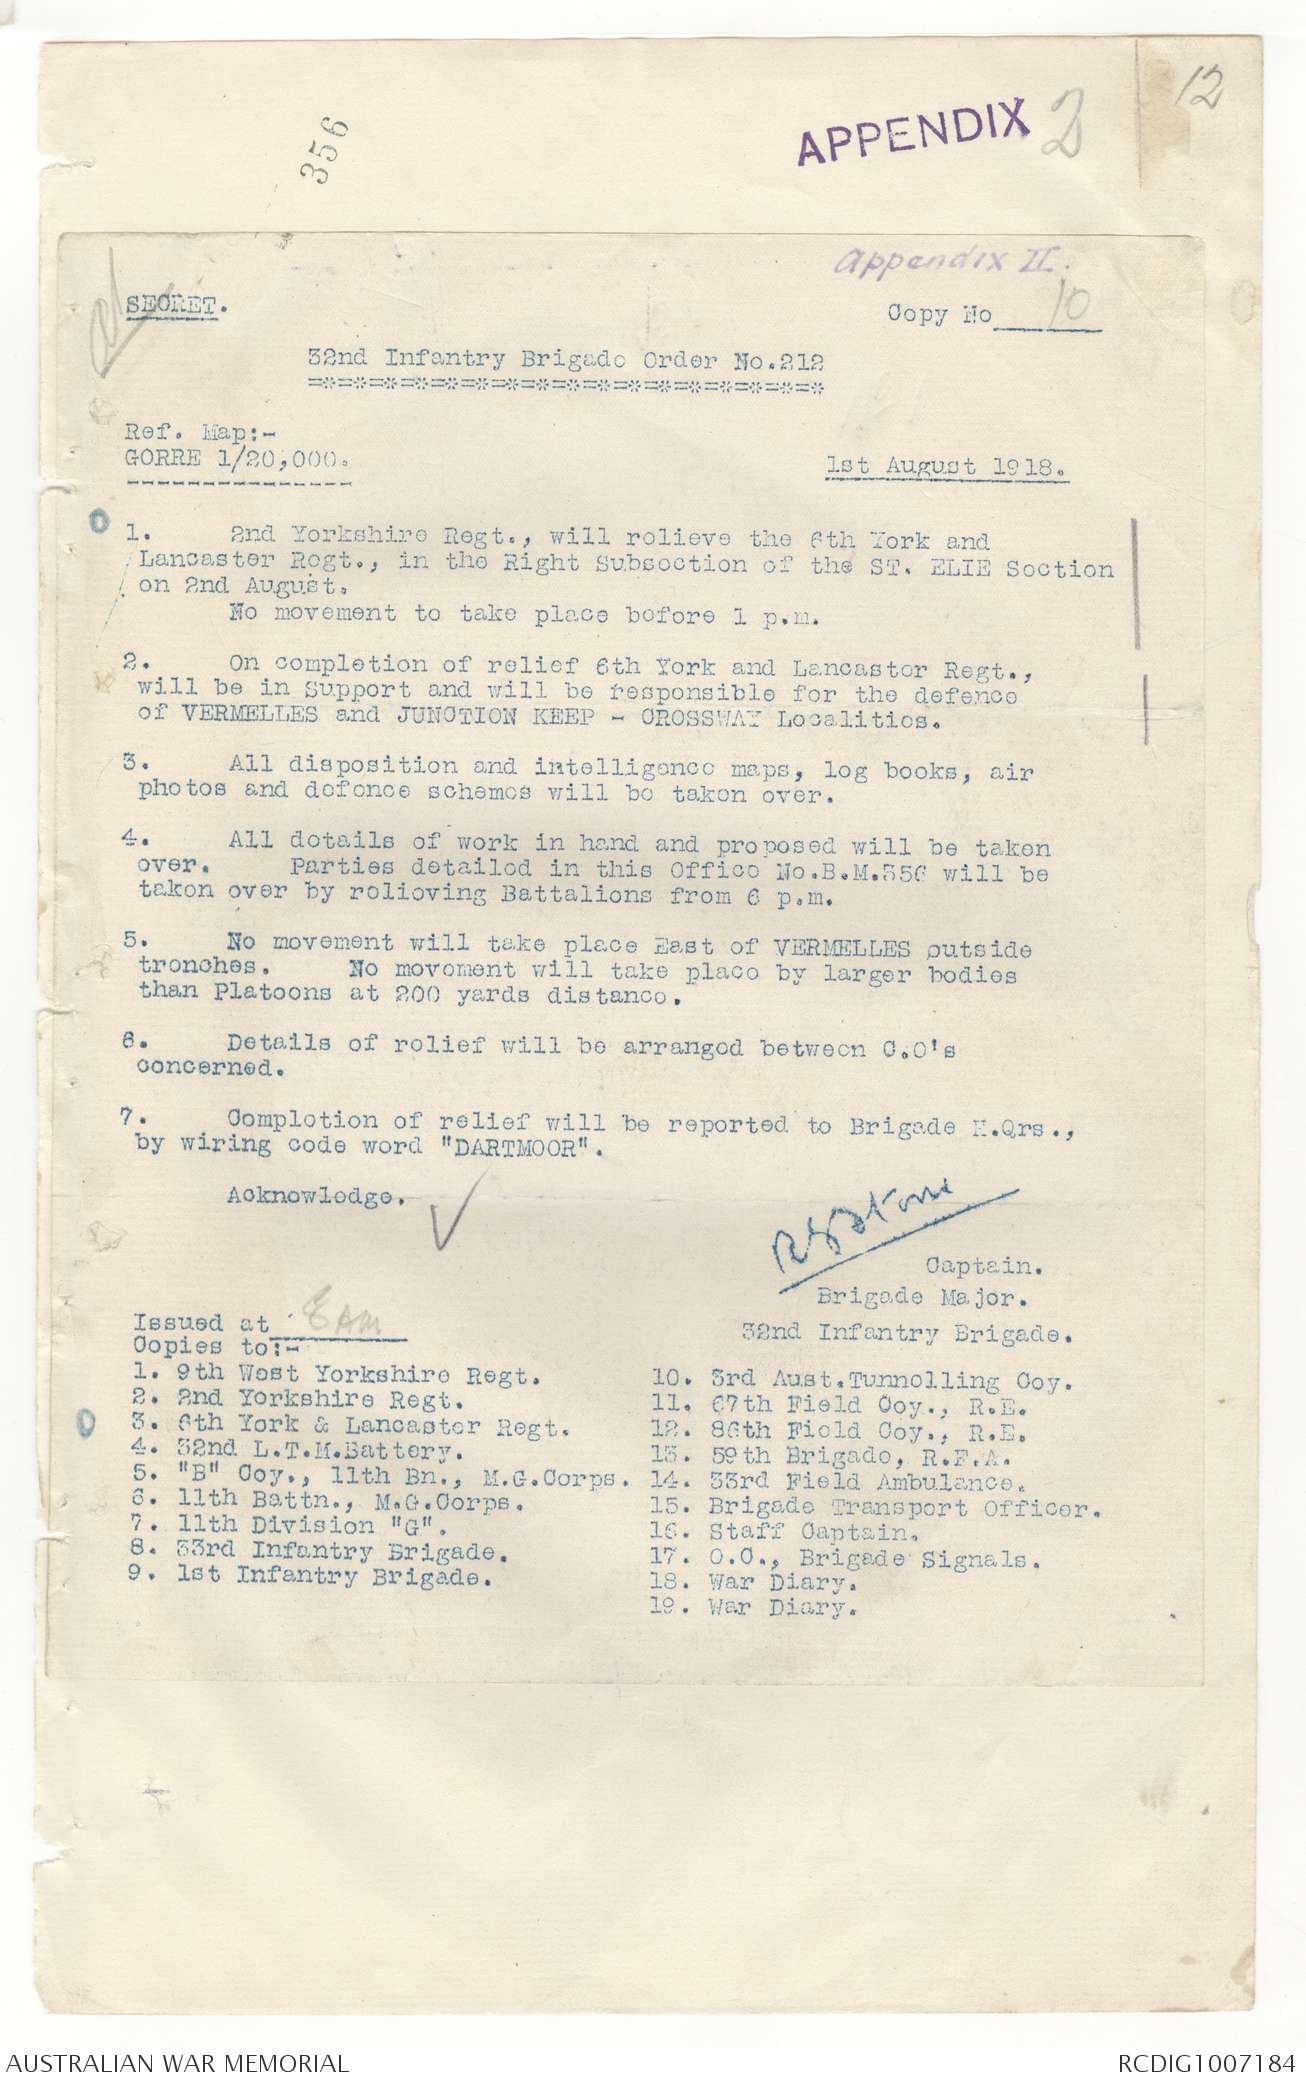 12
APPENDIX 2
356
Appendix II.
SECRET.
Copy No 10
32nd Infantry Brigade Order No.212
=*=*=*=*=*=*=*=*=*=*=*=*=*=*=*=*=*
Ref. Map:-
GORRE 1/20,000.
1st August 1918.
1. 2nd Yorkshire Regt., will relieve the 6th York and
Lancaster Regt., in the Right Subsection of the ST. ELIE Section
on 2nd August.
No movement to take place before 1 p.m.
2. On completion of relief 6th York and Lancaster Regt.,
will be in Support and will be responsible for the defence
of VERMELLES and JUNCTION KEEP - CROSSWAY Localities.
3. All disposition and intelligence maps, log books, air
photos and defence schemes will be taken over.
4. All details of work in hand and proposed will be taken
over. Parties detailed in this Office No.B.M.356 will be
taken over by relieving Battalions from 6 p.m.
5. No movement will take place East of VERMELLES outside
trenches. No movement will take place by larger bodies
than Platoons at 200 yards distance.
6. Details of relief will be arranged between C.O's
concerned.
7. Completion of relief will be reported to Brigade H.Qrs.,
by wiring code word "DARTMOOR".
Acknowledge.
Captain.
Brigade Major.
32nd Infantry Brigade.
Issued at 8 AM
Copies to:-
1. 9th West Yorkshire Regt.
2. 2nd Yorkshire Regt.
3. 6th York & Lancaster Regt.
4. 32nd L.T.M.Battery.
5. "B" Coy., 11th Bn., M.G.Corps.
6. 11th Battn., M.G.Corps.
7. 11th Division "G".
8. 33rd Infantry Brigade.
9. 1st Infantry Brigade.
10. 3rd Aust.Tunnelling Coy.
11. 67th Field Coy., R.E.
12. 86th Field Coy., R.E.
13. 59th Brigade, R.F.A.
14. 33rd Field Ambulance.
15. Brigade Transport Officer.
16. Staff Captain.
17. O.C., Brigade Signals.
18. War Diary.
19. War Diary.
AUSTRALIAN WAR MEMORIAL
RCDIG1007184